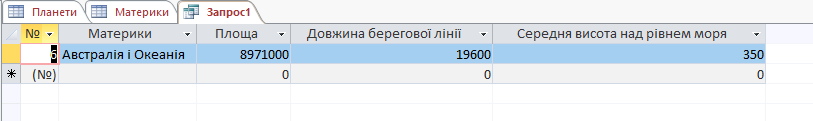 Планети Материки Запрос1
№ Материки Площа Довжина берегової лінії Середня висота над рівнем моря
6 Австралія і Океанія 8971000 19600 350
(№) 0 0 0